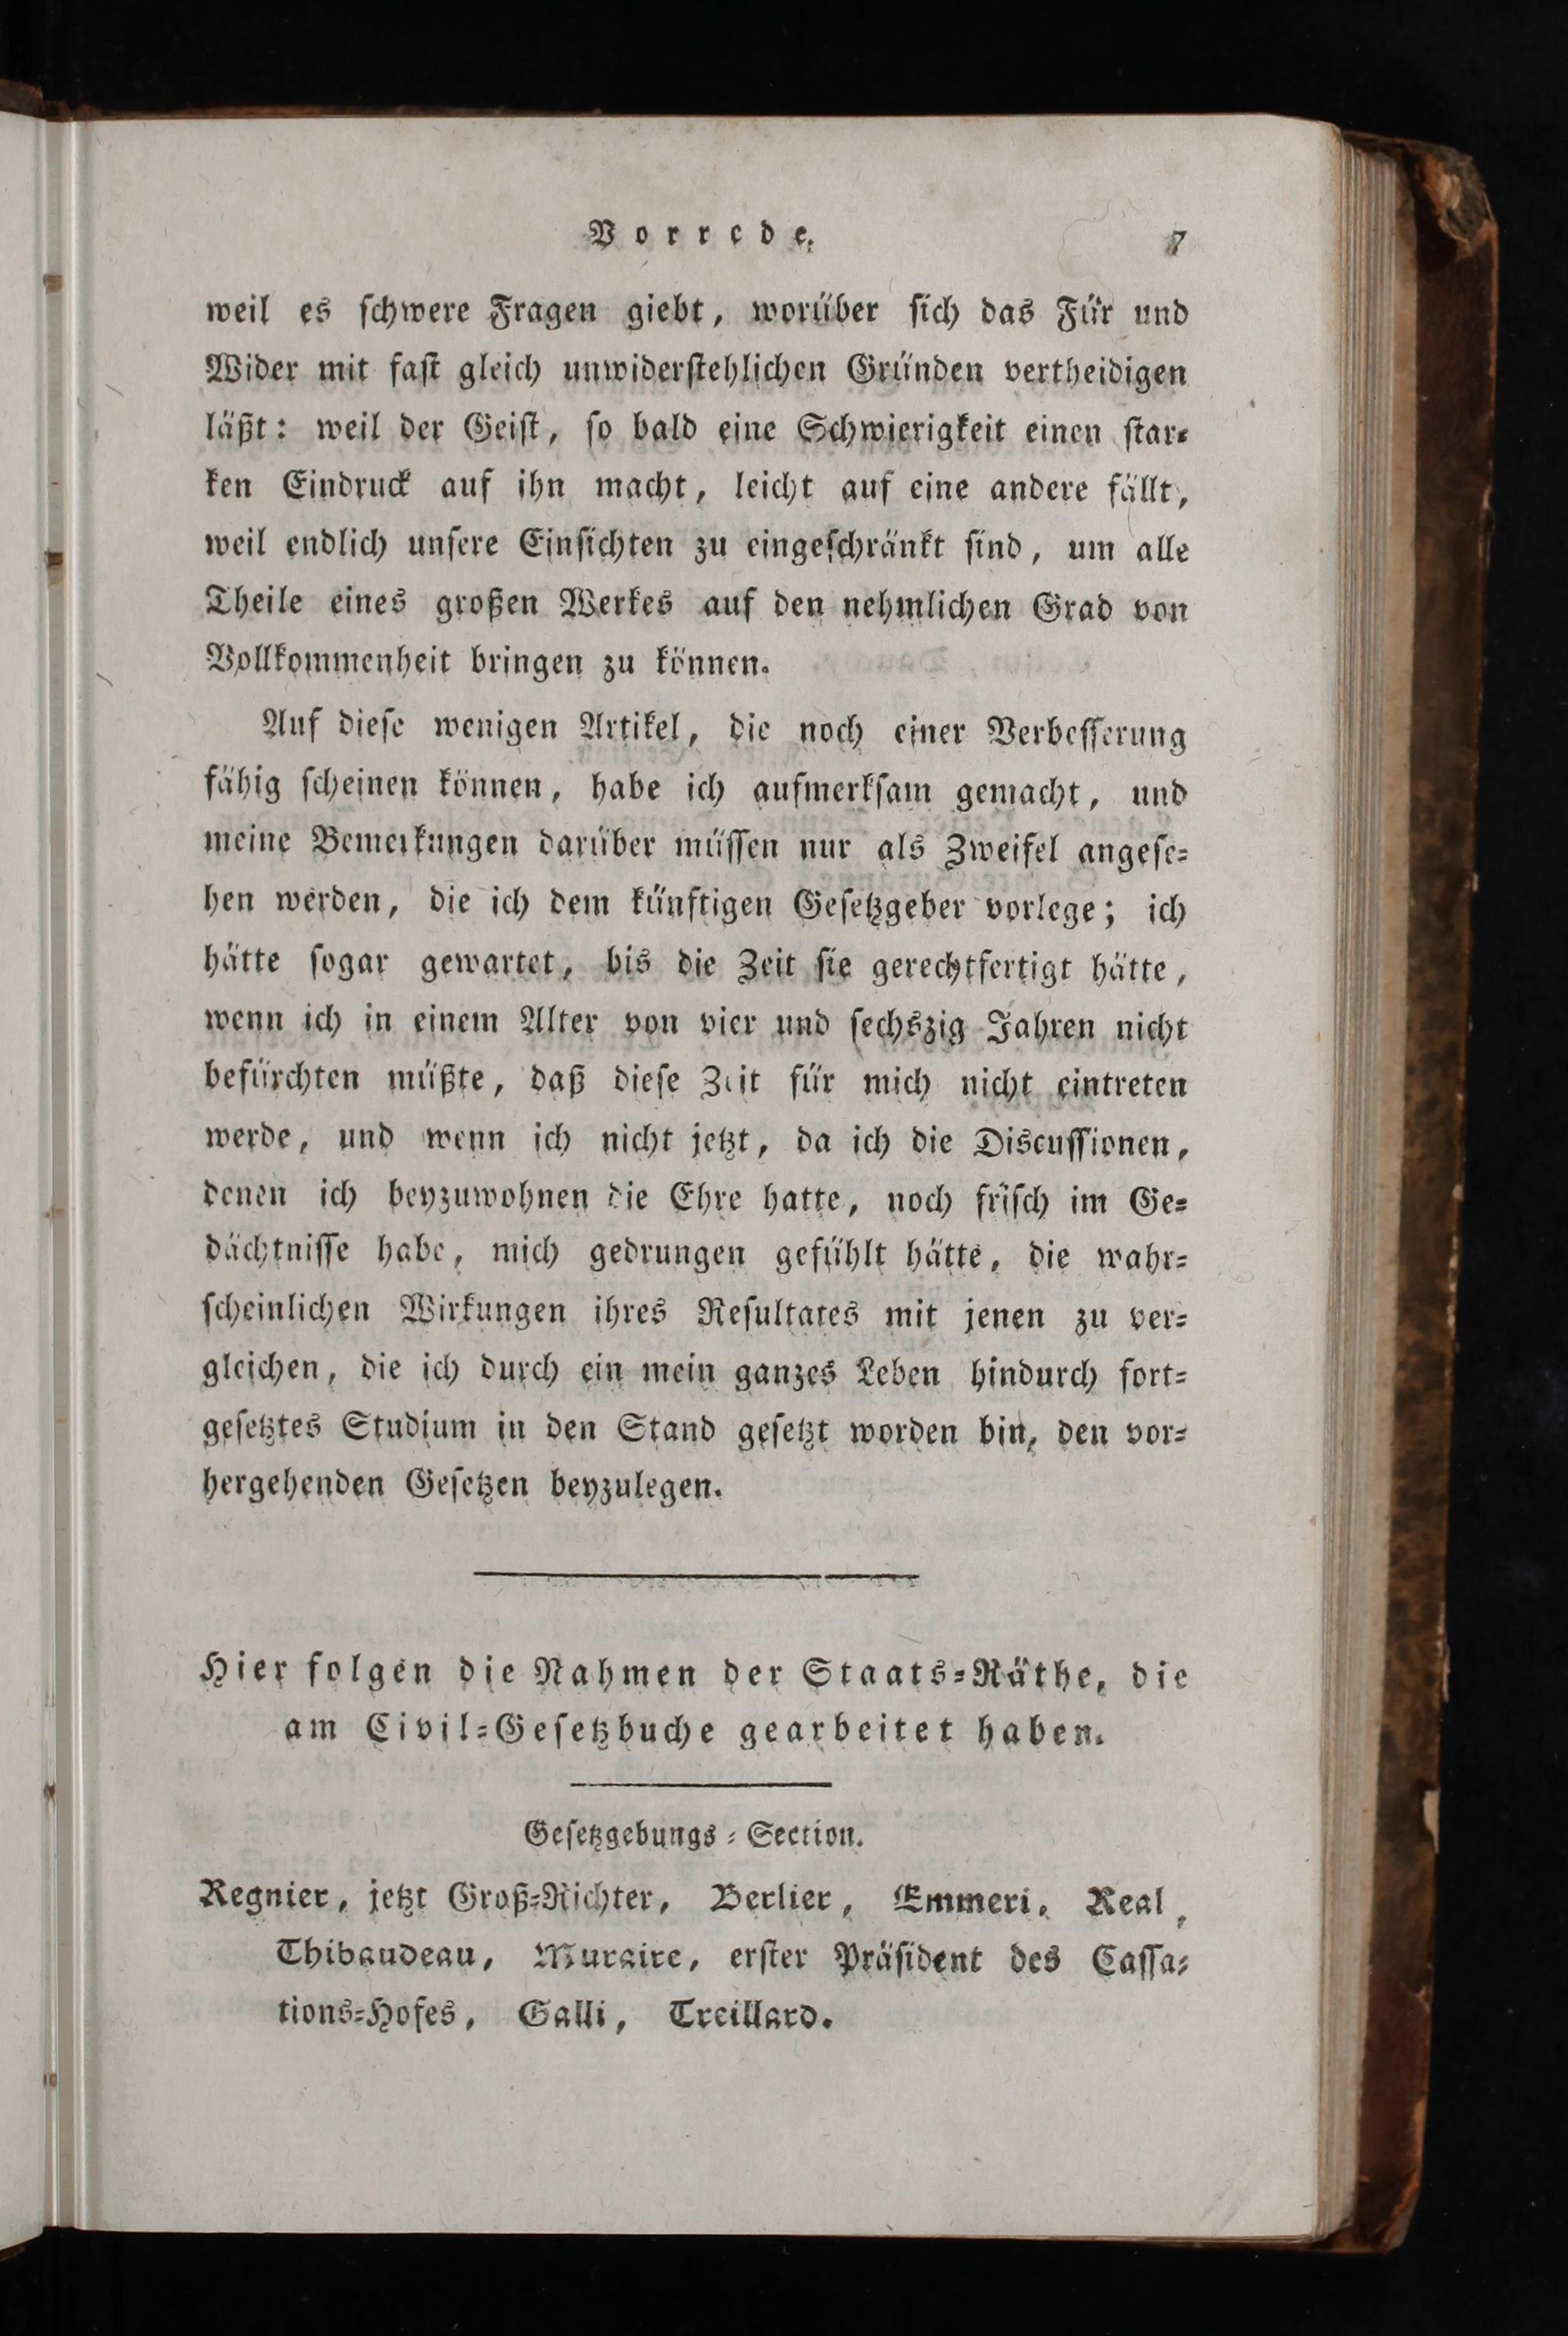 Vorrede. 7
weil es ſchwere Fragen giebt, worüber ſich das Für und
Wider mit faſt gleich unwiderſtehlichen Gründen vertheidigen
läßt: weil der Geiſt, ſo bald eine Schwierigkeit einen ſtar=
ken Eindruck auf ihn macht, leicht auf eine andere fällt,
weil endlich unſere Einſichten zu eingeſchränkt ſind, um alle
Theile eines großen Werkes auf den nehmlichen Grad von
Vollkommenheit bringen zu können.
Auf dieſe wenigen Artikel, die noch einer Verbeſſerung
fähig ſcheinen können, habe ich aufmerkſam gemacht, und
meine Bemerkungen darüber müſſen nur als Zweifel angeſe=
hen werden, die ich dem künftigen Geſetzgeber vorlege; ich
hätte ſogar gewartet, bis die Zeit ſie gerechtfertigt hätte,
wenn ich in einem Alter von vier und ſechszig Jahren nicht
befürchten müßte, daß dieſe Zeit für mich nicht eintreten
werde, und wenn ich nicht jetzt, da ich die Discuſſionen,
denen ich beyzuwohnen die Ehre hatte, noch friſch im Ge=
dächtniſſe habe, mich gedrungen gefühlt hätte, die wahr=
ſcheinlichen Wirkungen ihres Reſultates mit jenen zu ver=
gleichen, die ich durch ein mein ganzes Leben hindurch fort=
geſetztes Studium in den Stand geſetzt worden bin, den vor=
hergehenden Geſetzen beyzulegen.
Hier folgen die Nahmen der Staats=Räthe, die
am Civil=Geſetzbuche gearbeitet haben.
Geſetzgebungs=Section.
Regnier, jetzt Groß=Richter, Berlier, Emmeri, Real,
Thibaudeau, Muraire, erſter Präſident des Caſſa=
tions=Hofes, Galli, Treillard.